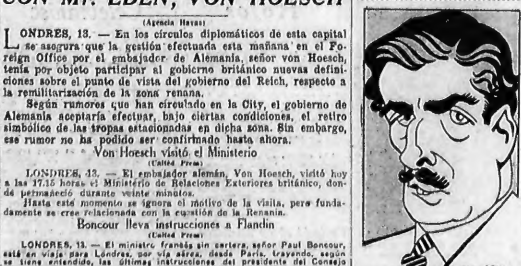 CON MR. EDEN, VON HOESCH
(Agencia Havas)
LONDRES, 13. — En los círculos diplomáticos de esta capital
se asegura que la gestión efectuada esta mañana en el Fo-
reign Office por el embajador de Alemania, señor von Hoesch,
tenía por objeto participar al gobierno británico nuevas defini-
ciones sobre el punto de vista del gobierno del Reich, respecto a
la remilitarización de la zona renana.
Según rumores que han circulado en la City, el gobierno de
Alemania aceptaría efectuar, bajo ciertas condiciones, el retiro
simbólico de las tropas estacionadas en dicha zona. Sin embargo,
ese rumor no ha podido ser confirmado hasta ahora.
Von Hoesch visitó el Ministerio
(United Press)
LONDRES, 13. — El embajador alemán, Von Hoesch, visitó hoy
a las 17.15 horas el Ministerio de Relaciones Exteriores británico, don-
de permaneció durante veinte minutos.
Hasta este momento se ignora el motivo de la visita, pero funda-
damente se cree relacionada con la cuestión de la Renania.
Boncour lleva instrucciones a Flandin
(United Press)
LONDRES, 13. — El ministro francés sin cartera, señor Paul Boncour,
está en viaje para Londres, por vía aérea, desde París, trayendo, según
se tiene entendido, las últimas instrucciones del presidente del Consejo